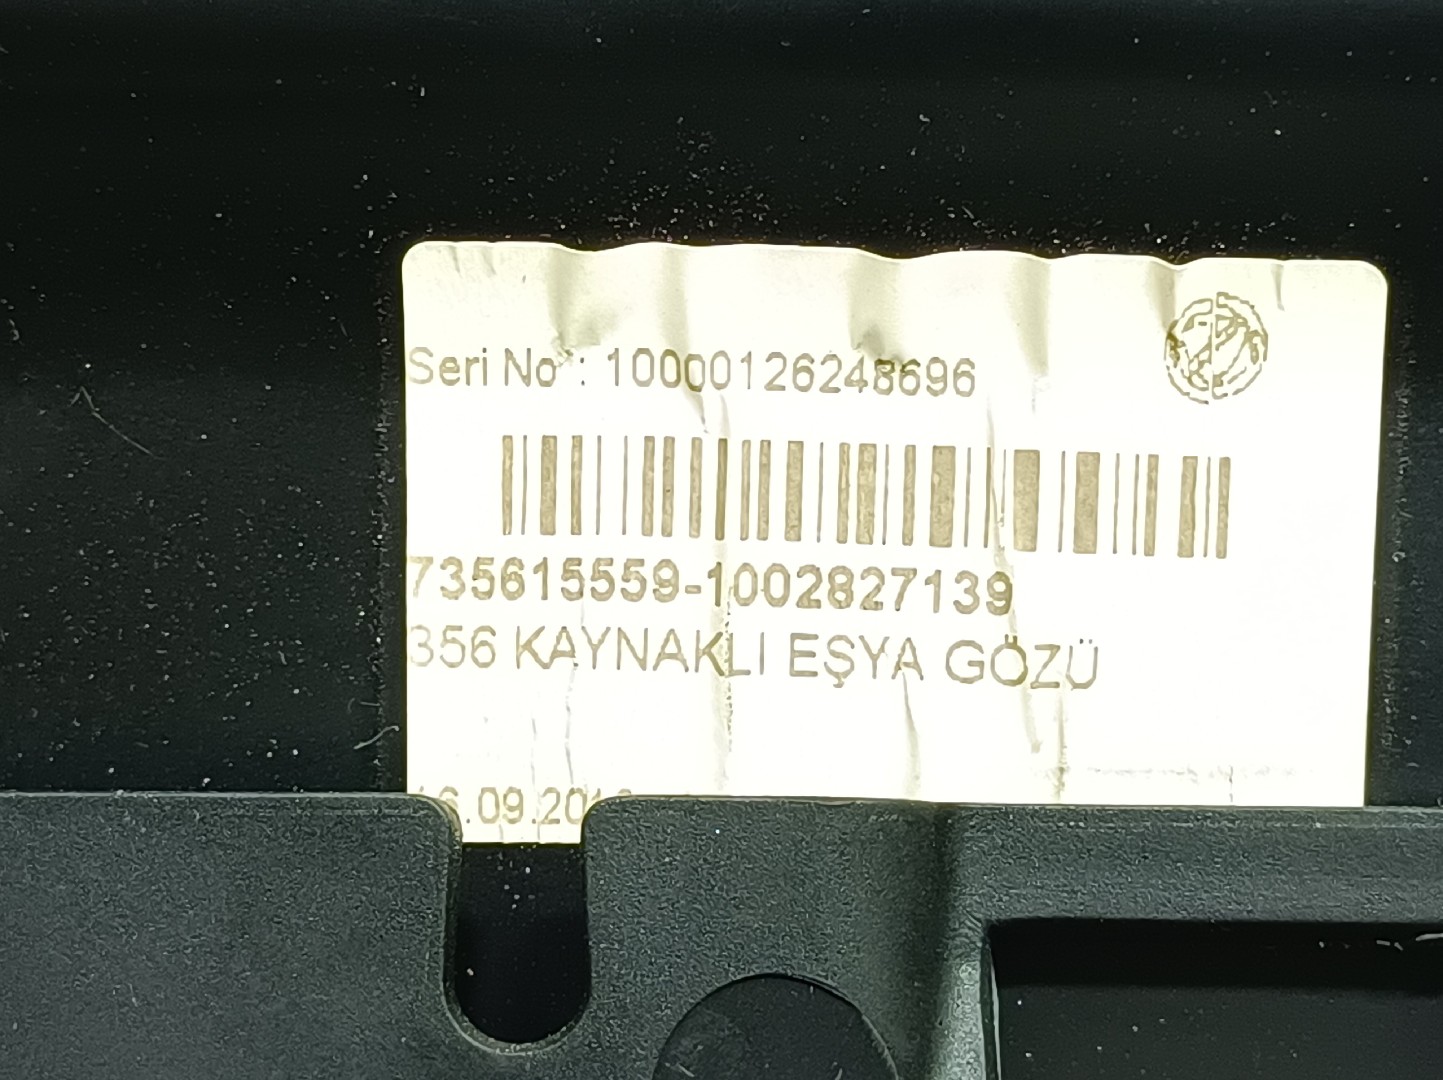 Seri No : 10000126248696
735615559-1002827139
356 KAYNAKLI EŞYA GÖZÜ